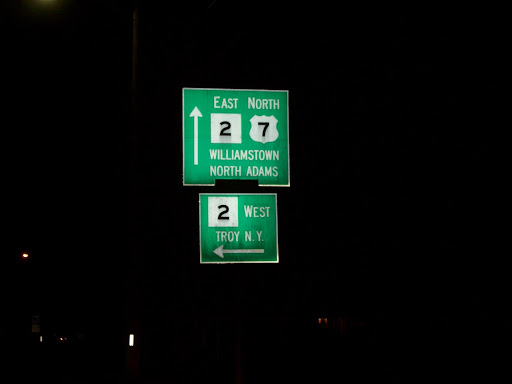 EAST NORTH
2 7
WILLIAMSTOWN
NORTH ADAMS
2 WEST
TROY N.Y.